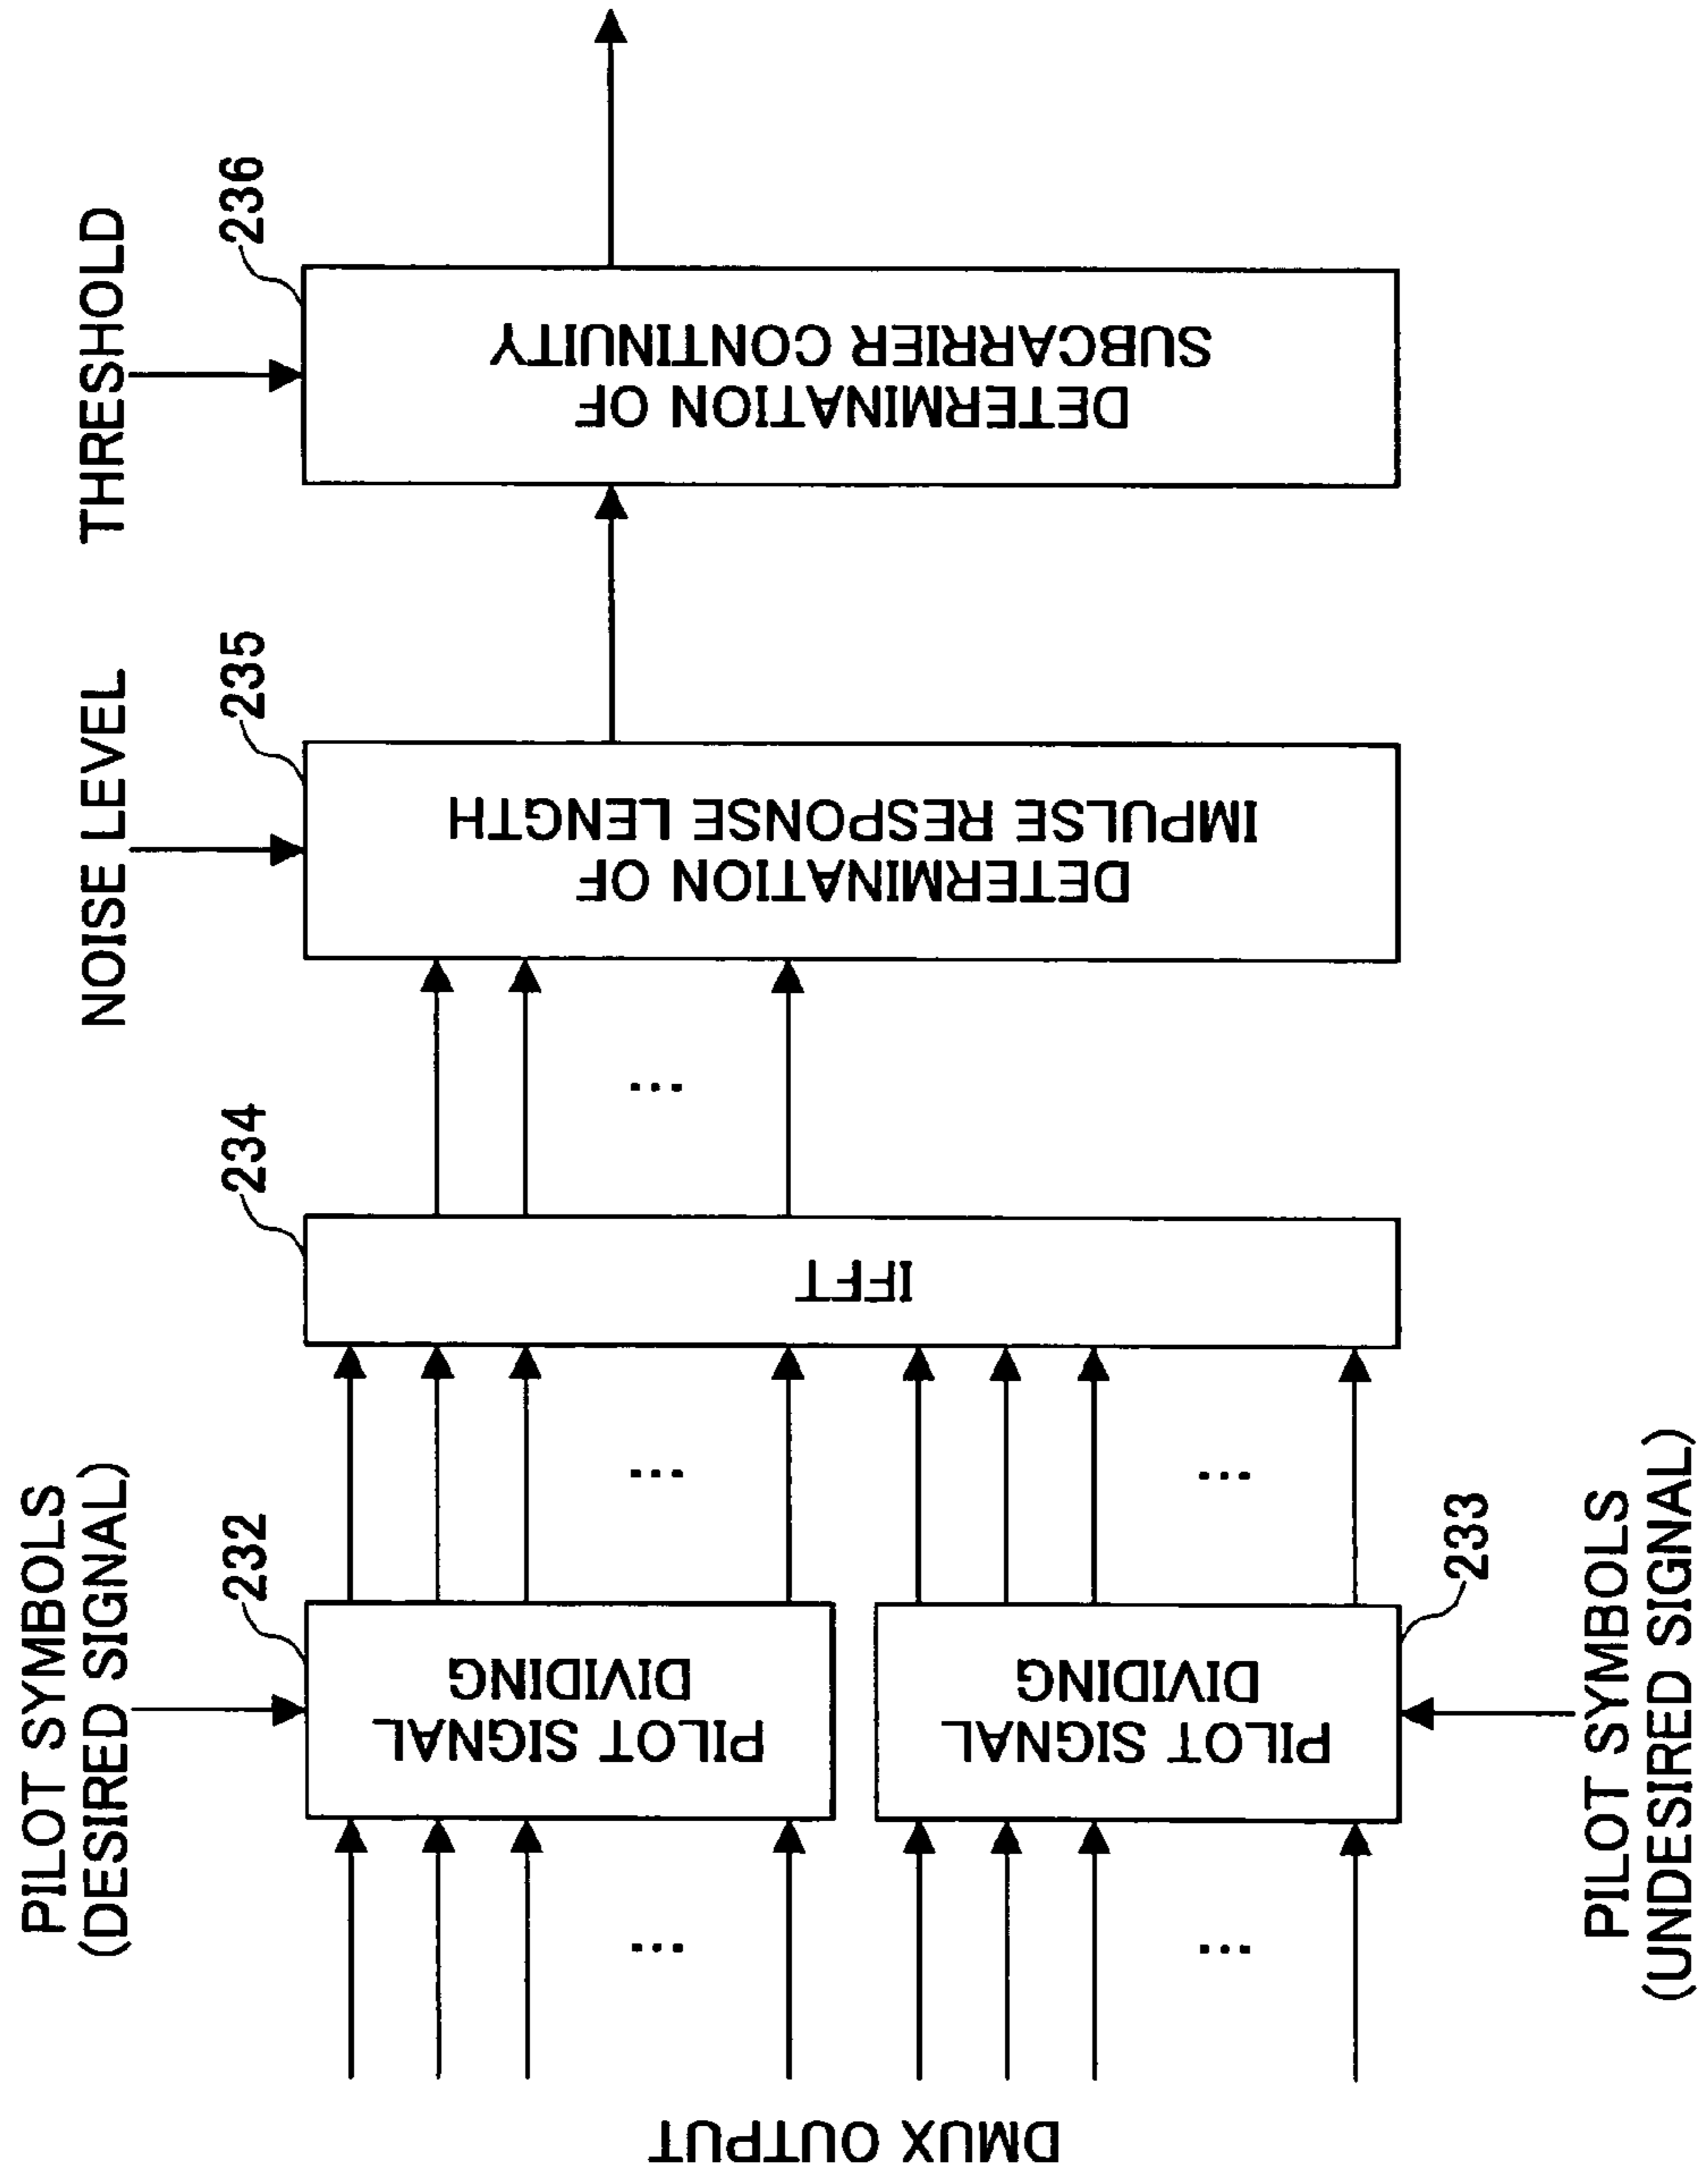 PILOT SYMBOLS
(DESIRED SIGNAL)
NOISE LEVEL
THRESHOLD
232
234
235
236
DMUX OUTPUT
PILOT SIGNAL
DIVIDING
IFFT
DETERMINATION OF
IMPULSE RESPONSE LENGTH
DETERMINATION OF
SUBCARRIER CONTINUITY
...
...
...
PILOT SIGNAL
DIVIDING
...
...
233
PILOT SYMBOLS
(UNDESIRED SIGNAL)